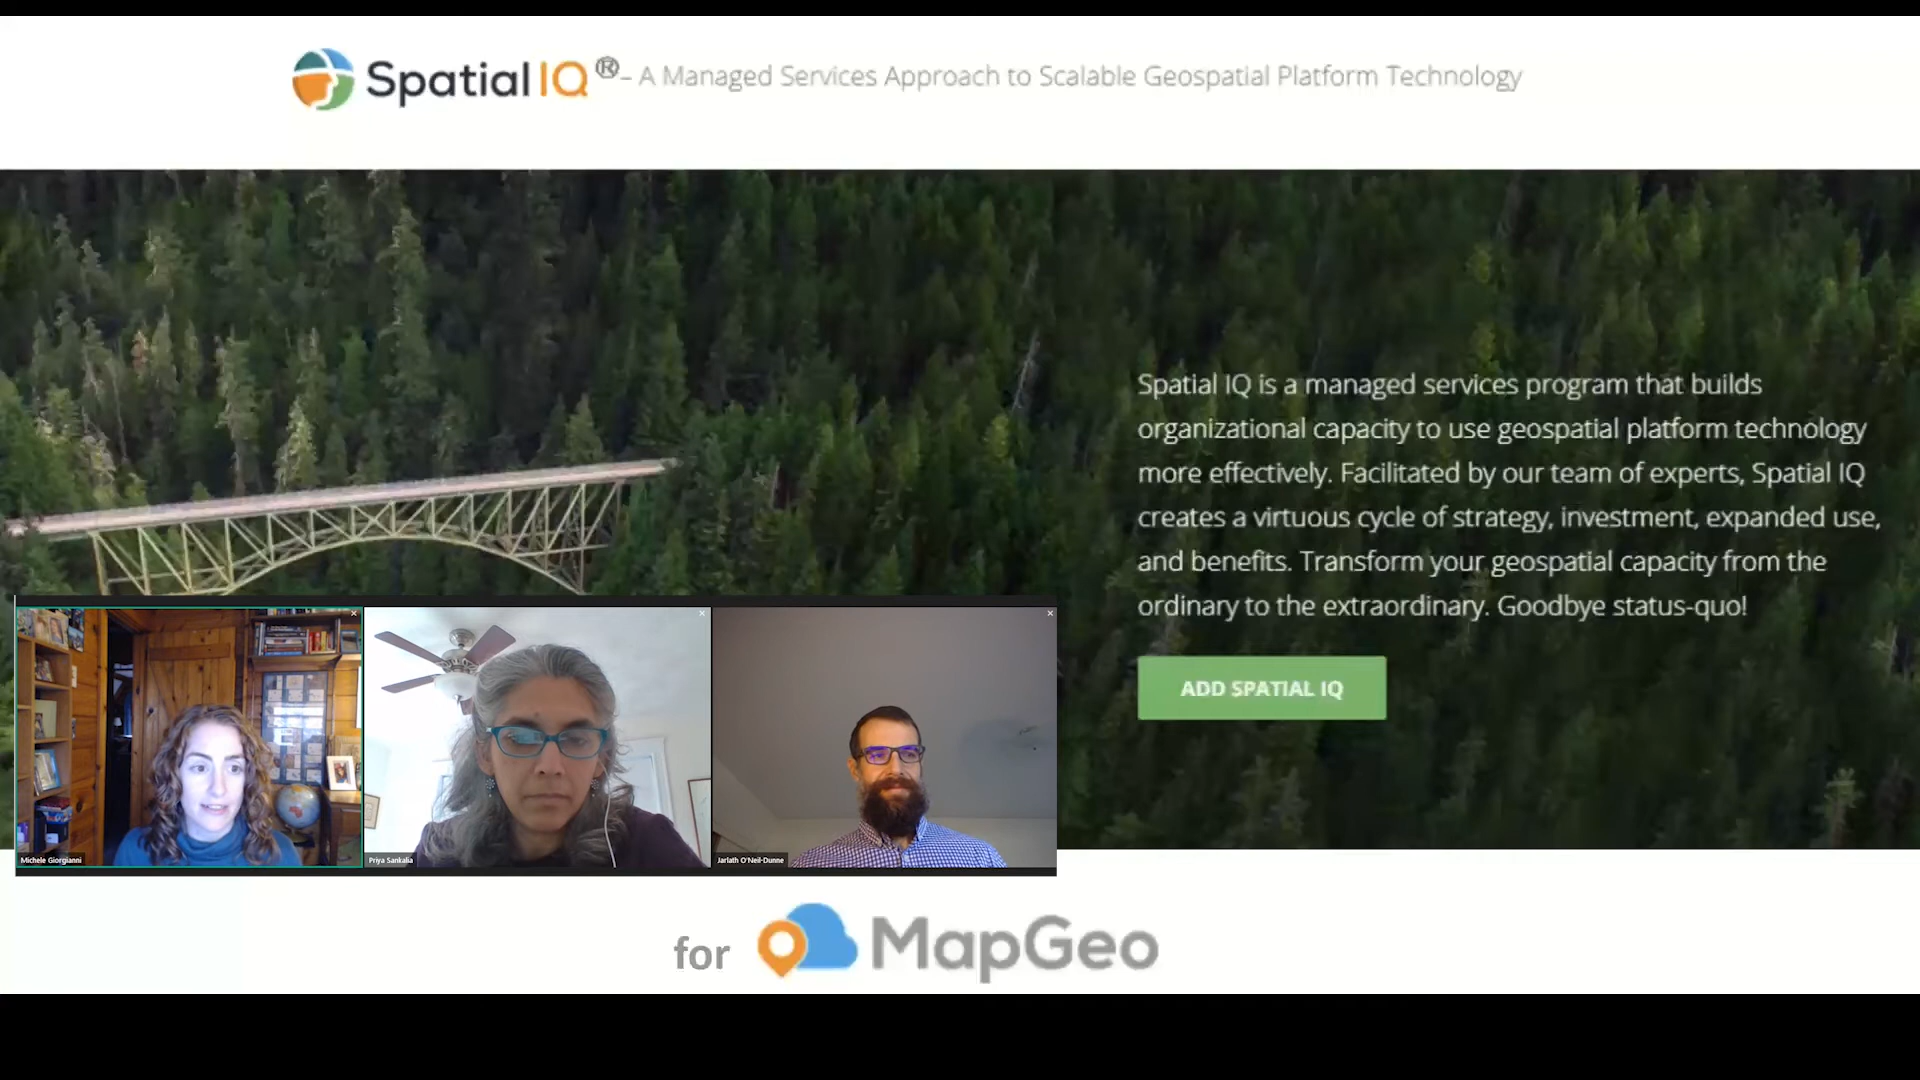 Spatial IQ ® – A Managed Services Approach to Scalable Geospatial Platform Technology
Spatial IQ is a managed services program that builds
organizational capacity to use geospatial platform technology
more effectively. Facilitated by our team of experts, Spatial IQ
creates a virtuous cycle of strategy, investment, expanded use,
and benefits. Transform your geospatial capacity from the
ordinary to the extraordinary. Goodbye status-quo!
ADD SPATIAL IQ
Michele Giorgianni
Priya Sankalia
Jarlath O'Neil-Dunne
for MapGeo